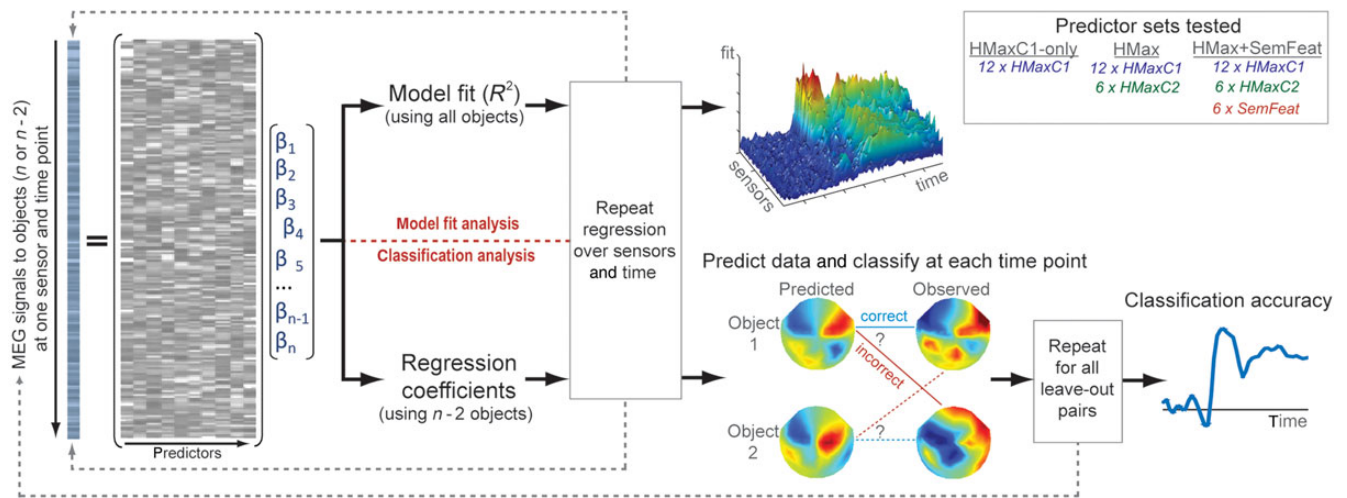 MEG signals to objects (n or n - 2)
at one sensor and time point
=
Predictors
β1
β2
β3
β4
β 5
...
βn-1
βn
Model fit (R²)
(using all objects)
Model fit analysis
Classification analysis
Regression
coefficients
(using n - 2 objects)
Repeat
regression
over sensors
and time
fit
sensors
time
Predictor sets tested
HMaxC1-only HMax HMax+SemFeat
12 x HMaxC1 12 x HMaxC1 12 x HMaxC1
6 x HMaxC2 6 x HMaxC2
6 x SemFeat
Predict data and classify at each time point
Predicted Observed
Object
1
correct
?
incorrect
Object
2
?
Repeat
for all
leave-out
pairs
Classification accuracy
Time